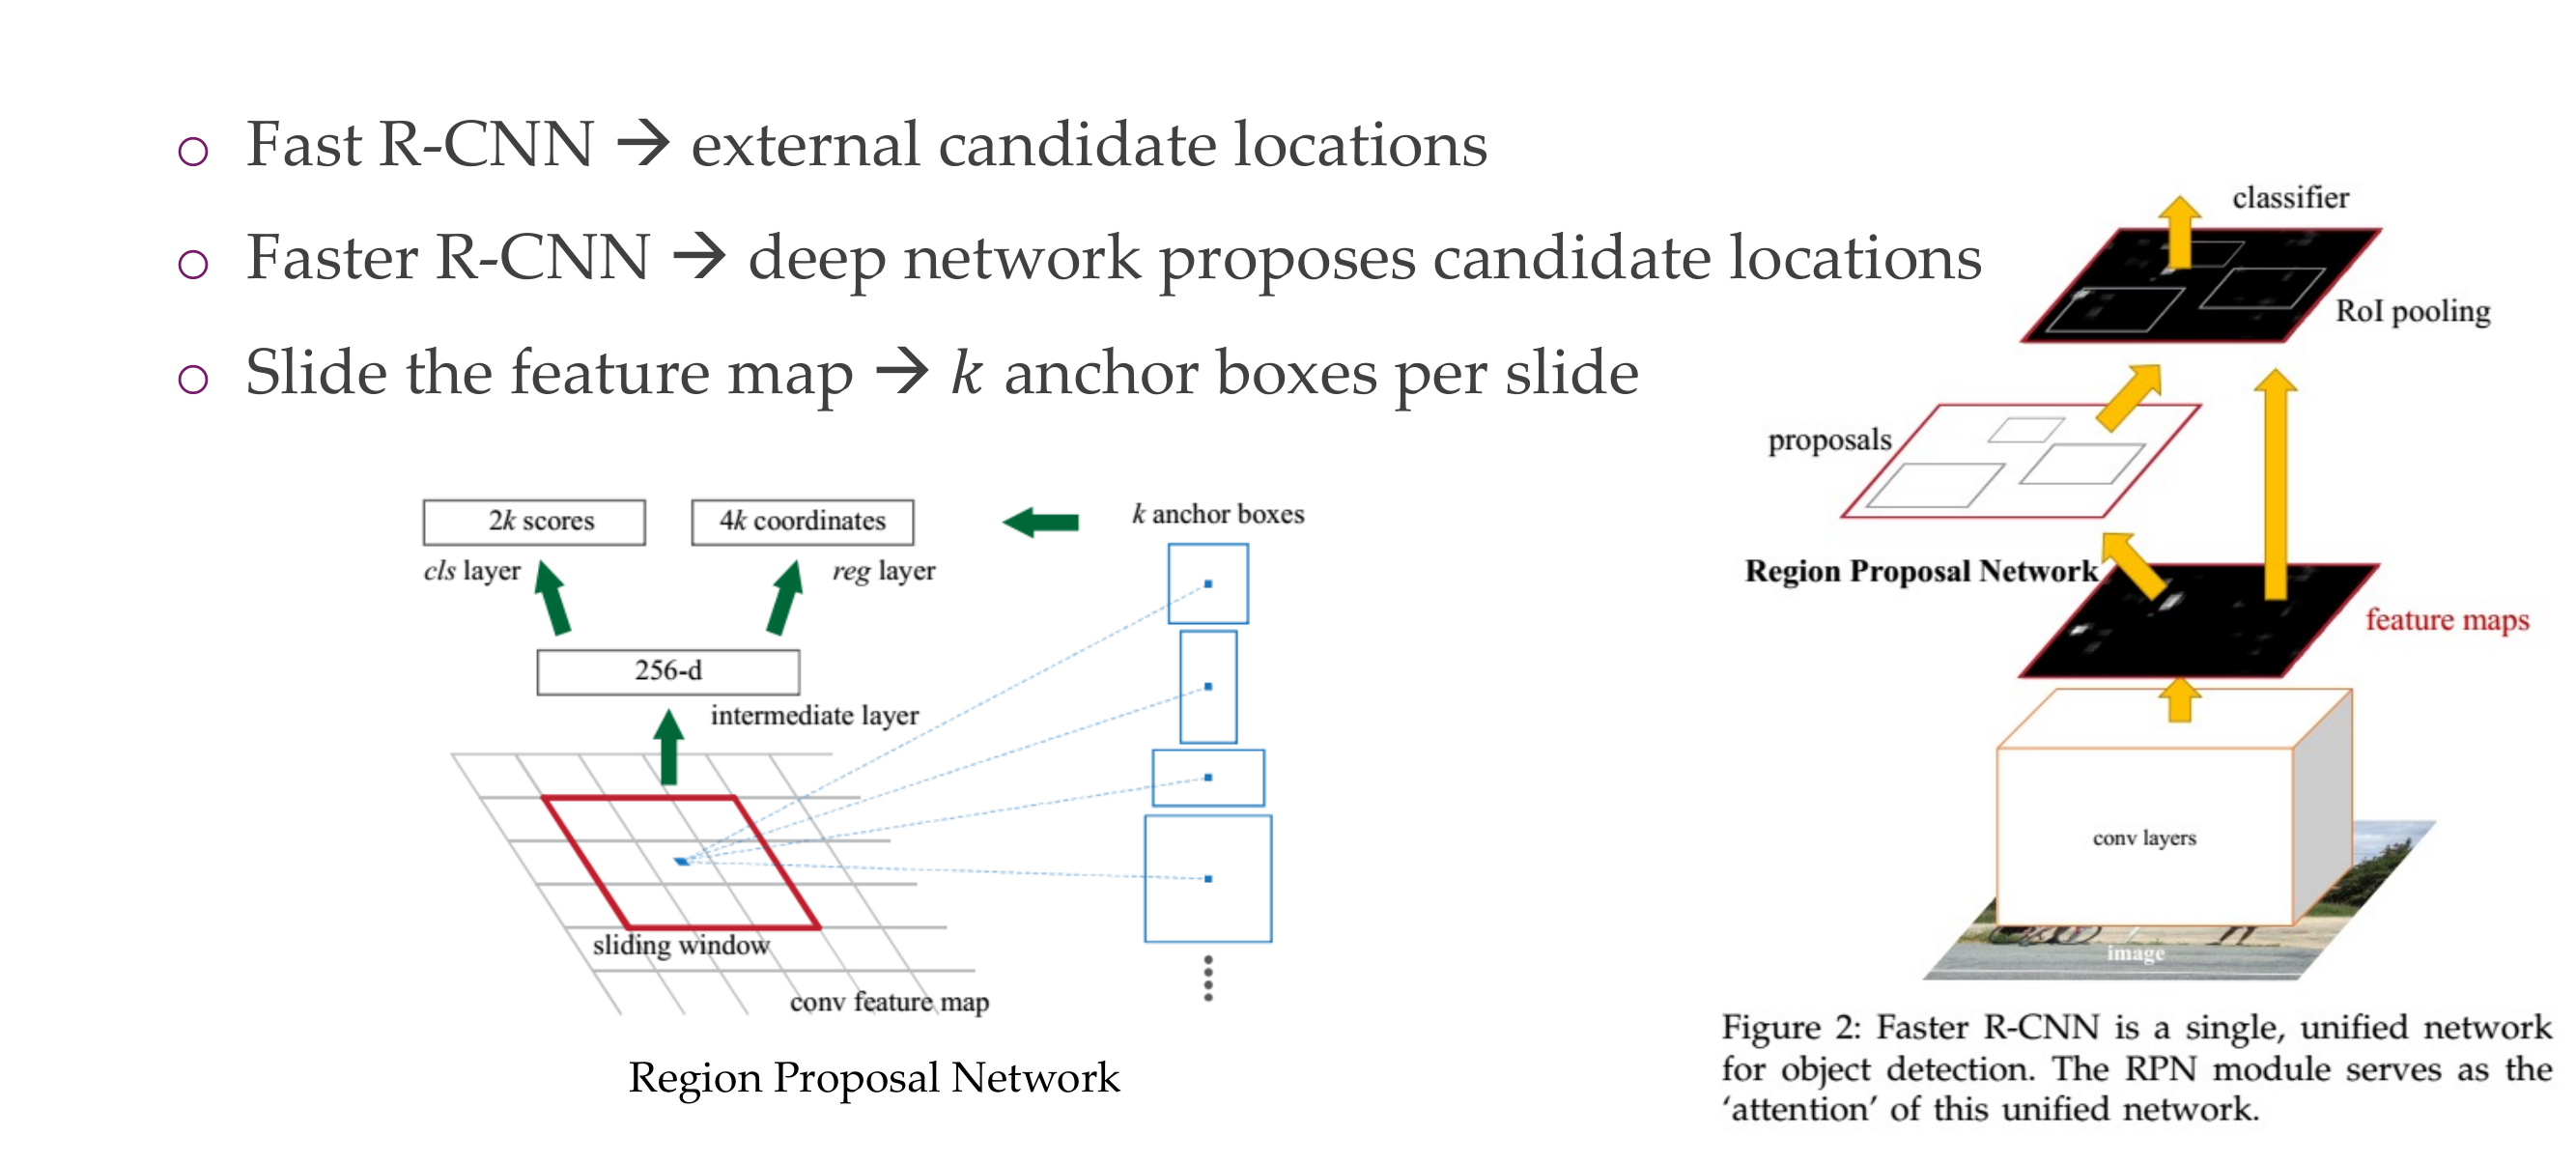 Fast R-CNN → external candidate locations
Faster R-CNN → deep network proposes candidate locations
Slide the feature map → k anchor boxes per slide
2k scores
4k coordinates
k anchor boxes
cls layer
reg layer
256-d
intermediate layer
sliding window
conv feature map
Region Proposal Network
classifier
RoI pooling
proposals
Region Proposal Network
feature maps
conv layers
image
Figure 2: Faster R-CNN is a single, unified network
for object detection. The RPN module serves as the
‘attention’ of this unified network.